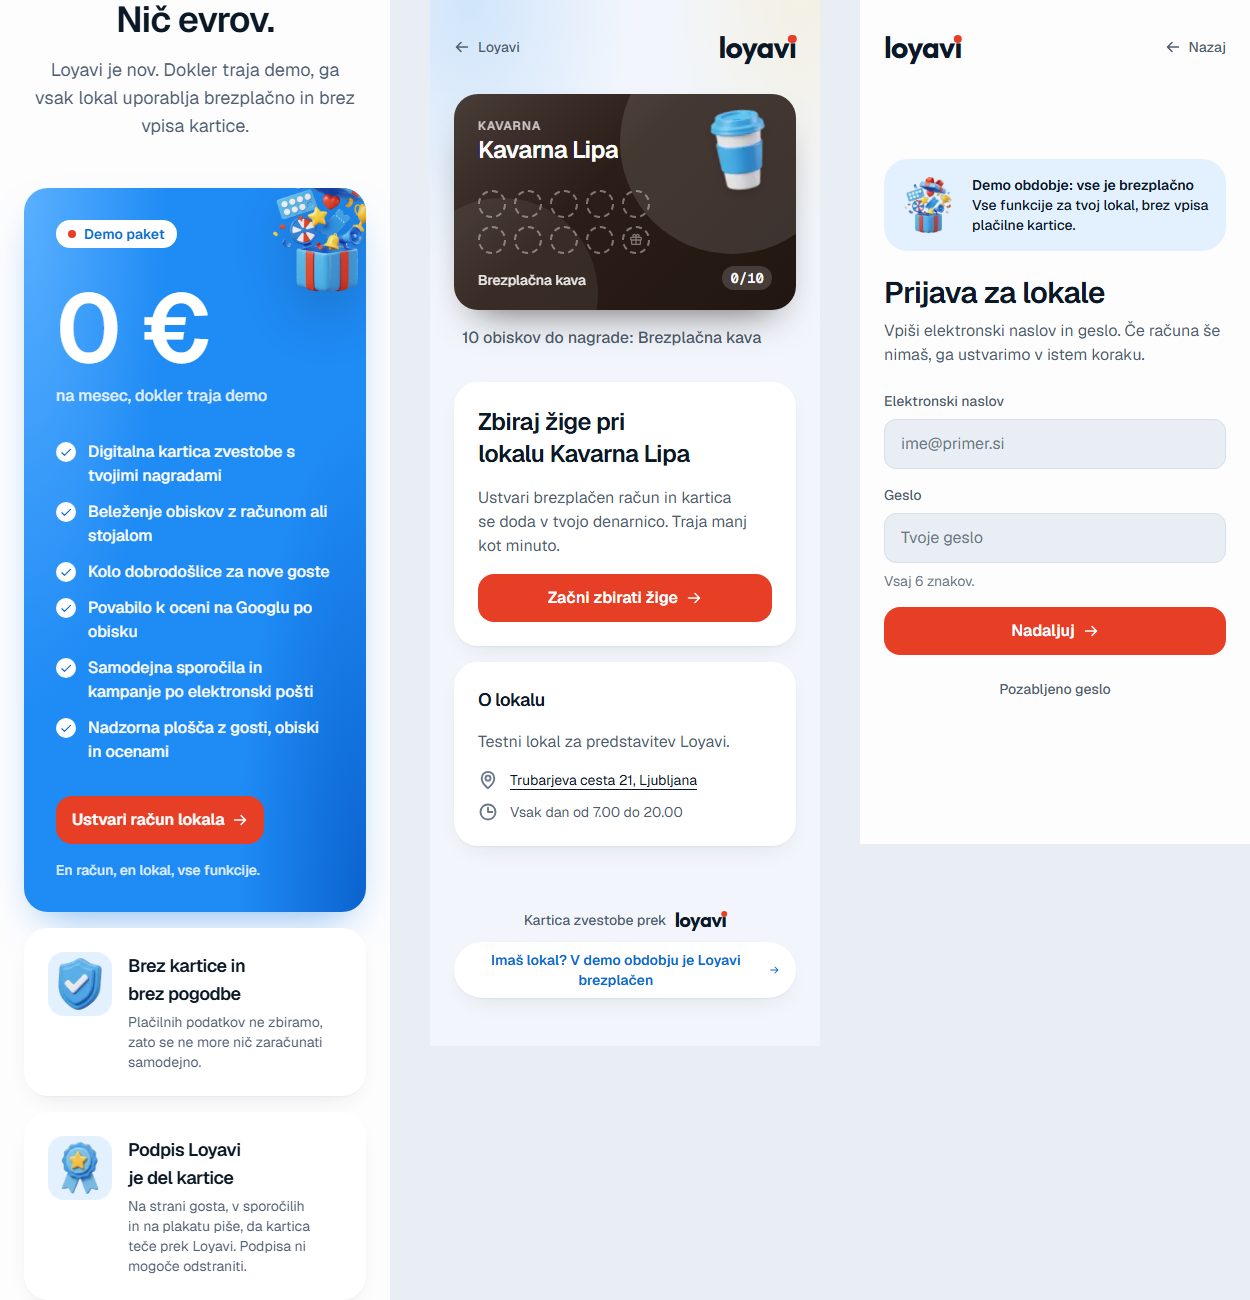 Nič evrov.
Loyavi je nov. Dokler traja demo, ga
vsak lokal uporablja brezplačno in brez
vpisa kartice.
Demo paket
0 €
na mesec, dokler traja demo
Digitalna kartica zvestobe s
tvojimi nagradami
Beleženje obiskov z računom ali
stojalom
Kolo dobrodošlice za nove goste
Povabilo k oceni na Googlu po
obisku
Samodejna sporočila in
kampanje po elektronski pošti
Nadzorna plošča z gosti, obiski
in ocenami
Ustvari račun lokala →
En račun, en lokal, vse funkcije.
Brez kartice in
brez pogodbe
Plačilnih podatkov ne zbiramo,
zato se ne more nič zaračunati
samodejno.
Podpis Loyavi
je del kartice
Na strani gosta, v sporočilih
in na plakatu piše, da kartica
teče prek Loyavi. Podpisa ni
mogoče odstraniti.
← Loyavi
loyavi
KAVARNA
Kavarna Lipa
Brezplačna kava
0/10
10 obiskov do nagrade: Brezplačna kava
Zbiraj žige pri
lokalu Kavarna Lipa
Ustvari brezplačen račun in kartica
se doda v tvojo denarnico. Traja manj
kot minuto.
Začni zbirati žige →
O lokalu
Testni lokal za predstavitev Loyavi.
Trubarjeva cesta 21, Ljubljana
Vsak dan od 7.00 do 20.00
Kartica zvestobe prek loyavi
Imaš lokal? V demo obdobju je Loyavi
brezplačen →
loyavi
← Nazaj
Demo obdobje: vse je brezplačno
Vse funkcije za tvoj lokal, brez vpisa
plačilne kartice.
Prijava za lokale
Vpiši elektronski naslov in geslo. Če računa še
nimaš, ga ustvarimo v istem koraku.
Elektronski naslov
ime@primer.si
Geslo
Tvoje geslo
Vsaj 6 znakov.
Nadaljuj →
Pozabljeno geslo